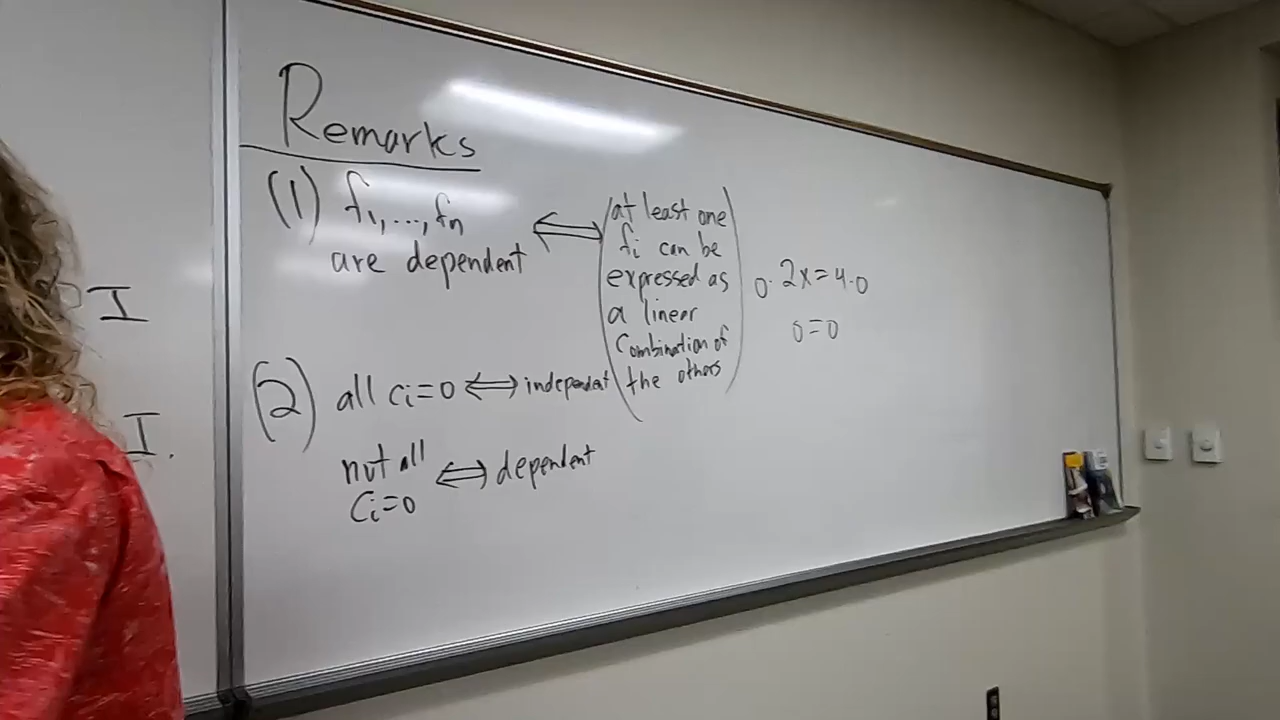 Remarks
(1) f₁,...,fₙ
are dependent
⟺
at least one
fᵢ can be
expressed as
a linear
combination of
the others
0·2x=4·0
0=0
(2) all cᵢ=0 ⟺ independent
not all ⟺ dependent
Cᵢ=0
I
I.